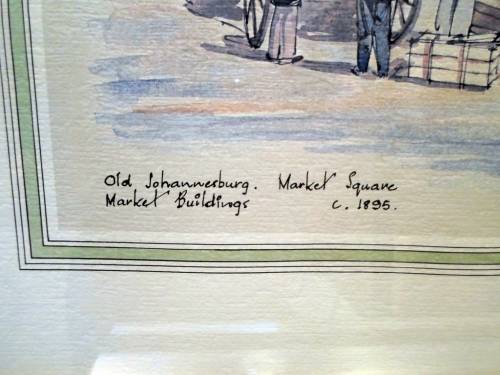 Old Johannesburg. Market Square
Market Buildings c. 1895.